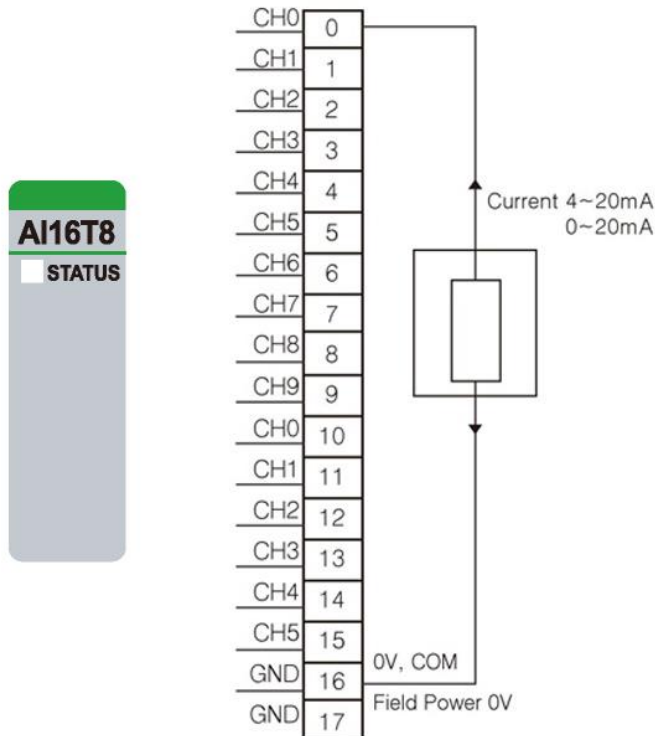 AI16T8
STATUS
CH0 0
CH1 1
CH2 2
CH3 3
CH4 4
CH5 5
CH6 6
CH7 7
CH8 8
CH9 9
CH0 10
CH1 11
CH2 12
CH3 13
CH4 14
CH5 15
GND 16
GND 17
Current 4~20mA
0~20mA
0V, COM
Field Power 0V